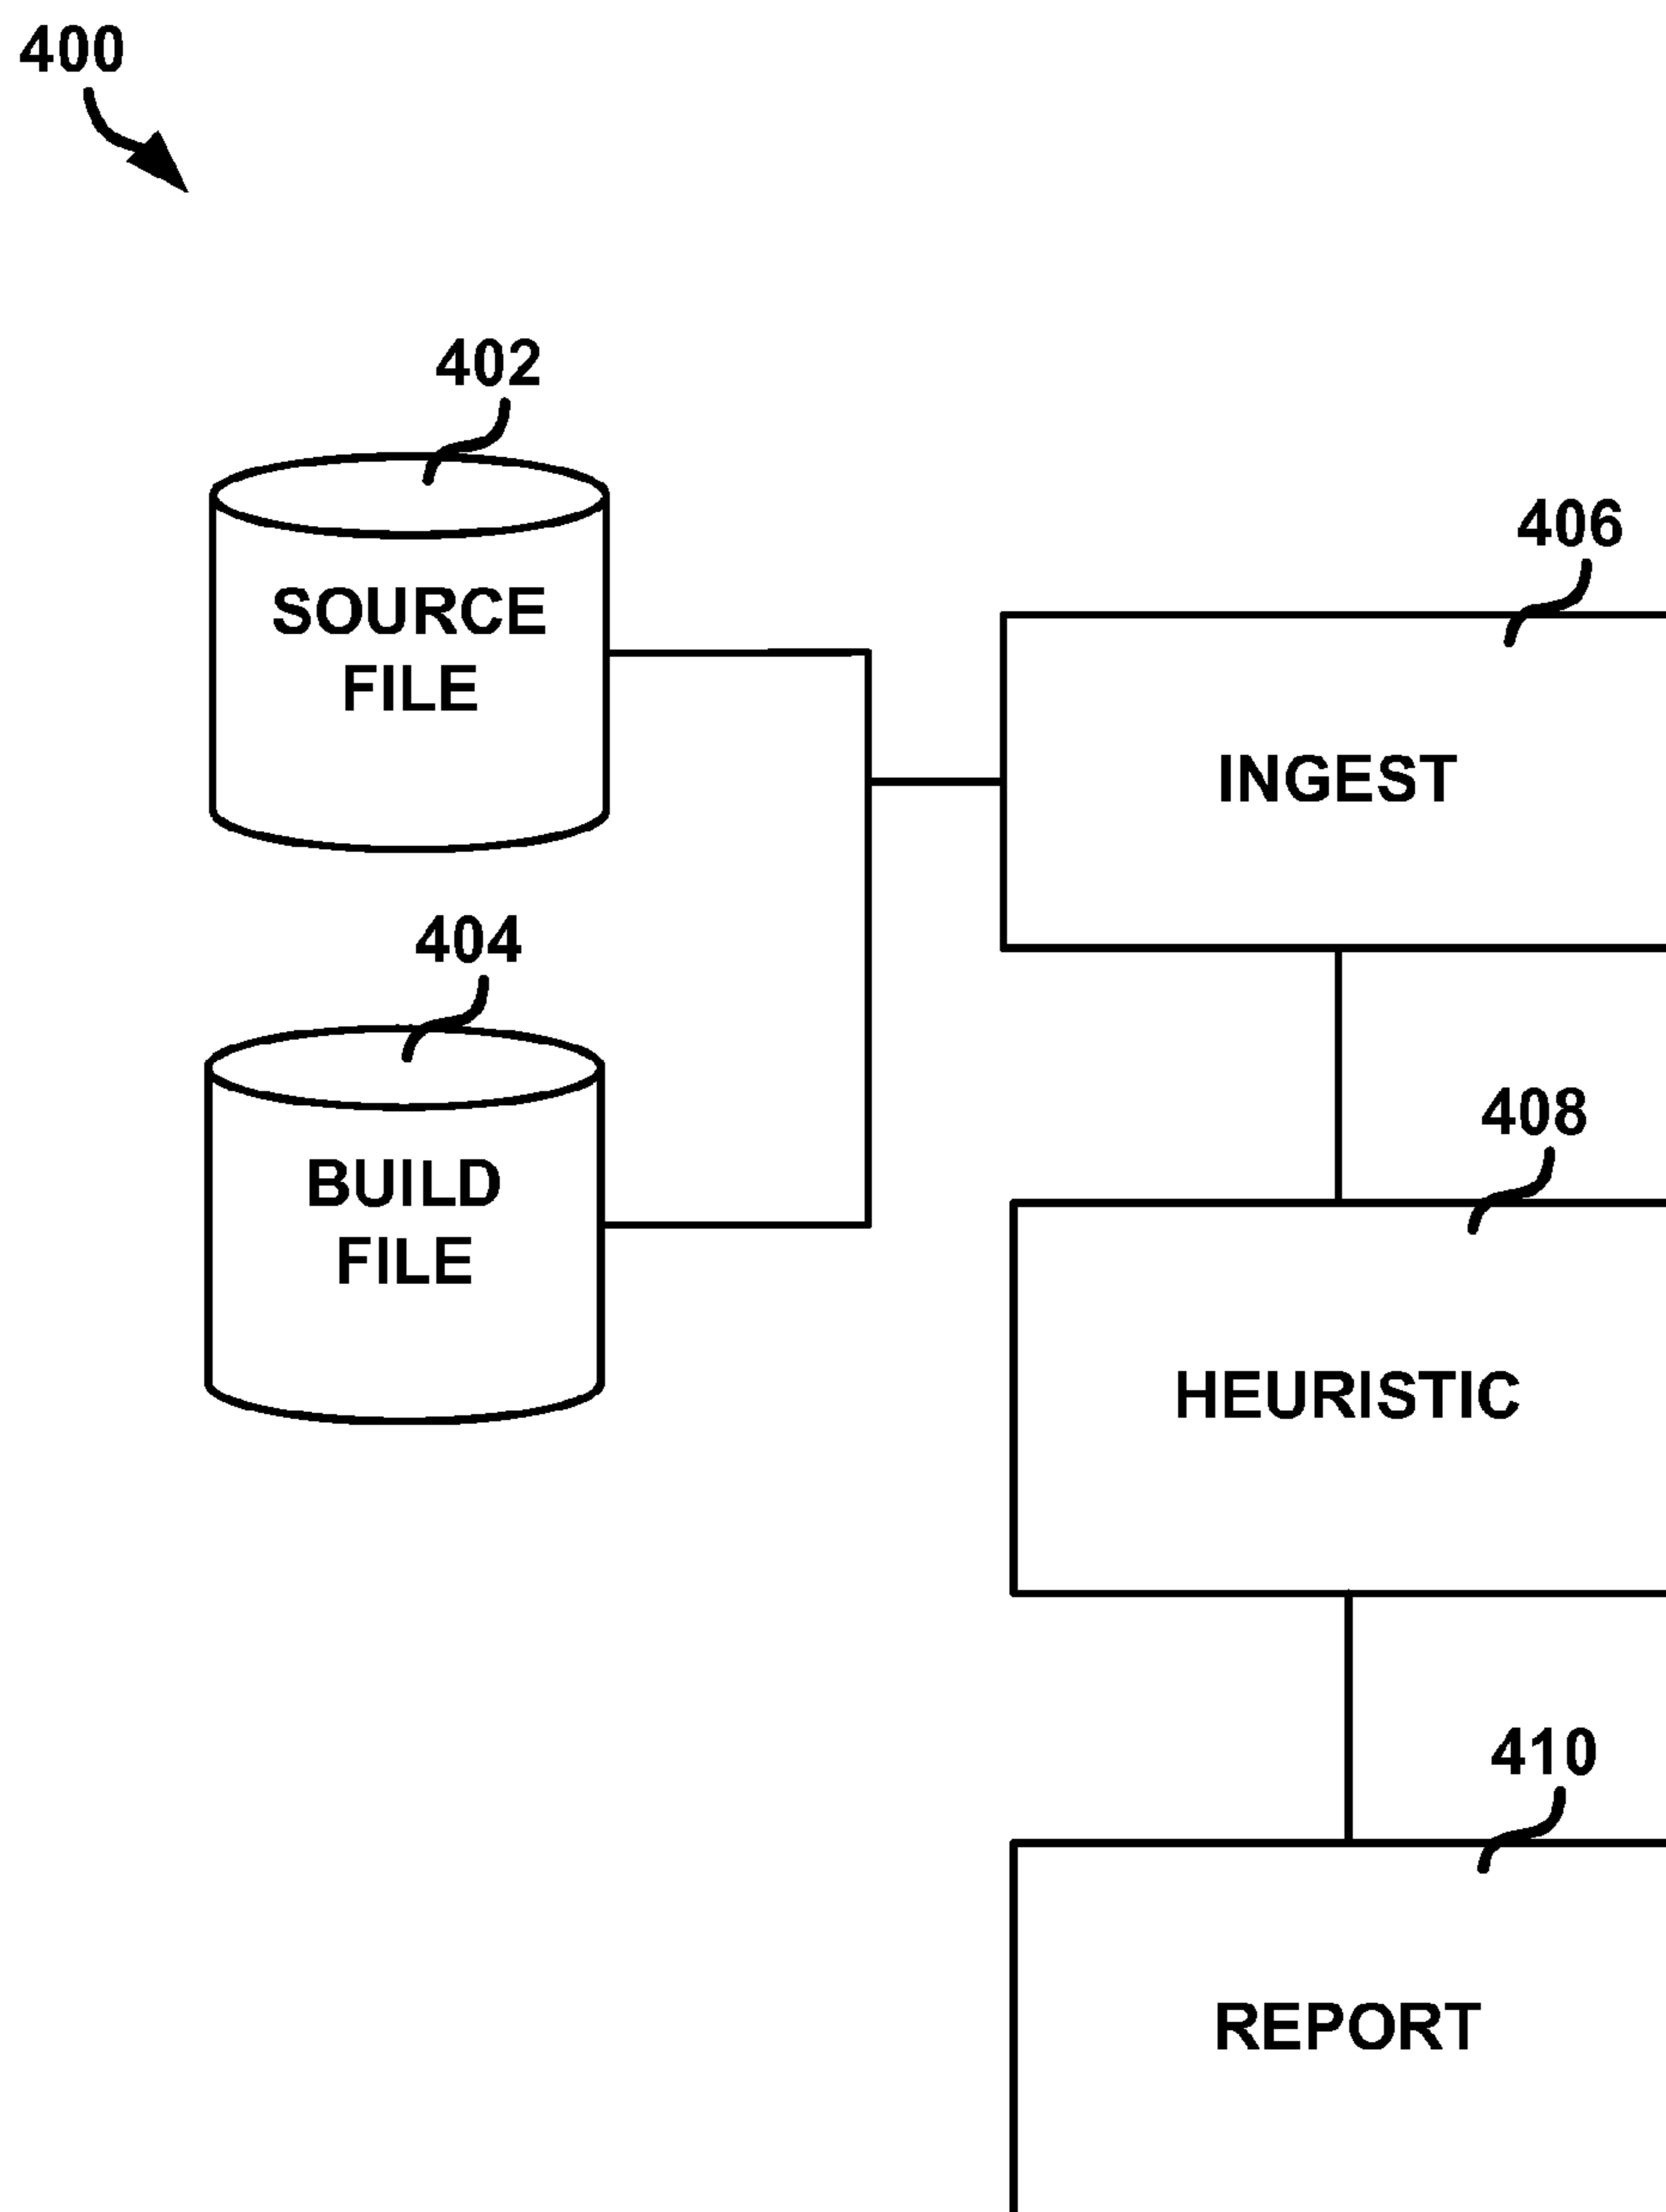 400
402
SOURCE
FILE
406
INGEST
404
BUILD
FILE
408
HEURISTIC
410
REPORT